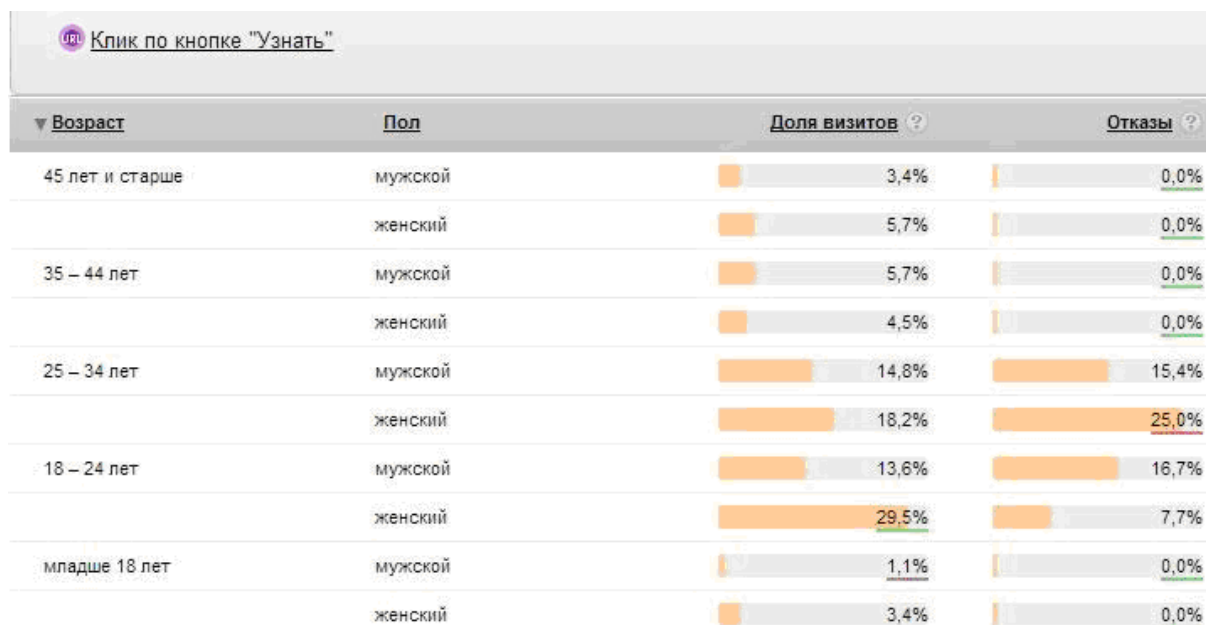 URL Клик по кнопке "Узнать"
Возраст Пол Доля визитов ? Отказы ?
45 лет и старше мужской 3,4% 0,0%
женский 5,7% 0,0%
35 – 44 лет мужской 5,7% 0,0%
женский 4,5% 0,0%
25 – 34 лет мужской 14,8% 15,4%
женский 18,2% 25,0%
18 – 24 лет мужской 13,6% 16,7%
женский 29,5% 7,7%
младше 18 лет мужской 1,1% 0,0%
женский 3,4% 0,0%